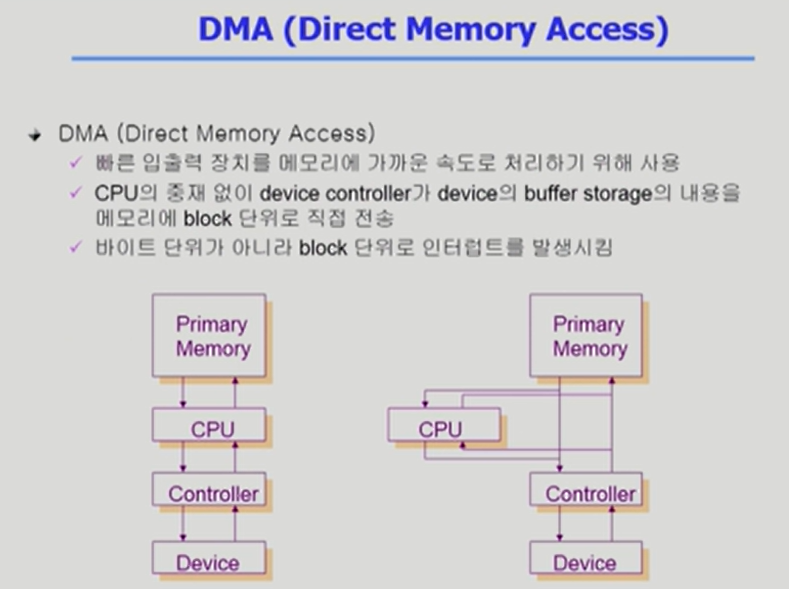 DMA (Direct Memory Access)
DMA (Direct Memory Access)
빠른 입출력 장치를 메모리에 가까운 속도로 처리하기 위해 사용
CPU의 중재 없이 device controller가 device의 buffer storage의 내용을
메모리에 block 단위로 직접 전송
바이트 단위가 아니라 block 단위로 인터럽트를 발생시킴
Primary
Memory
CPU
Controller
Device
Primary
Memory
CPU
Controller
Device